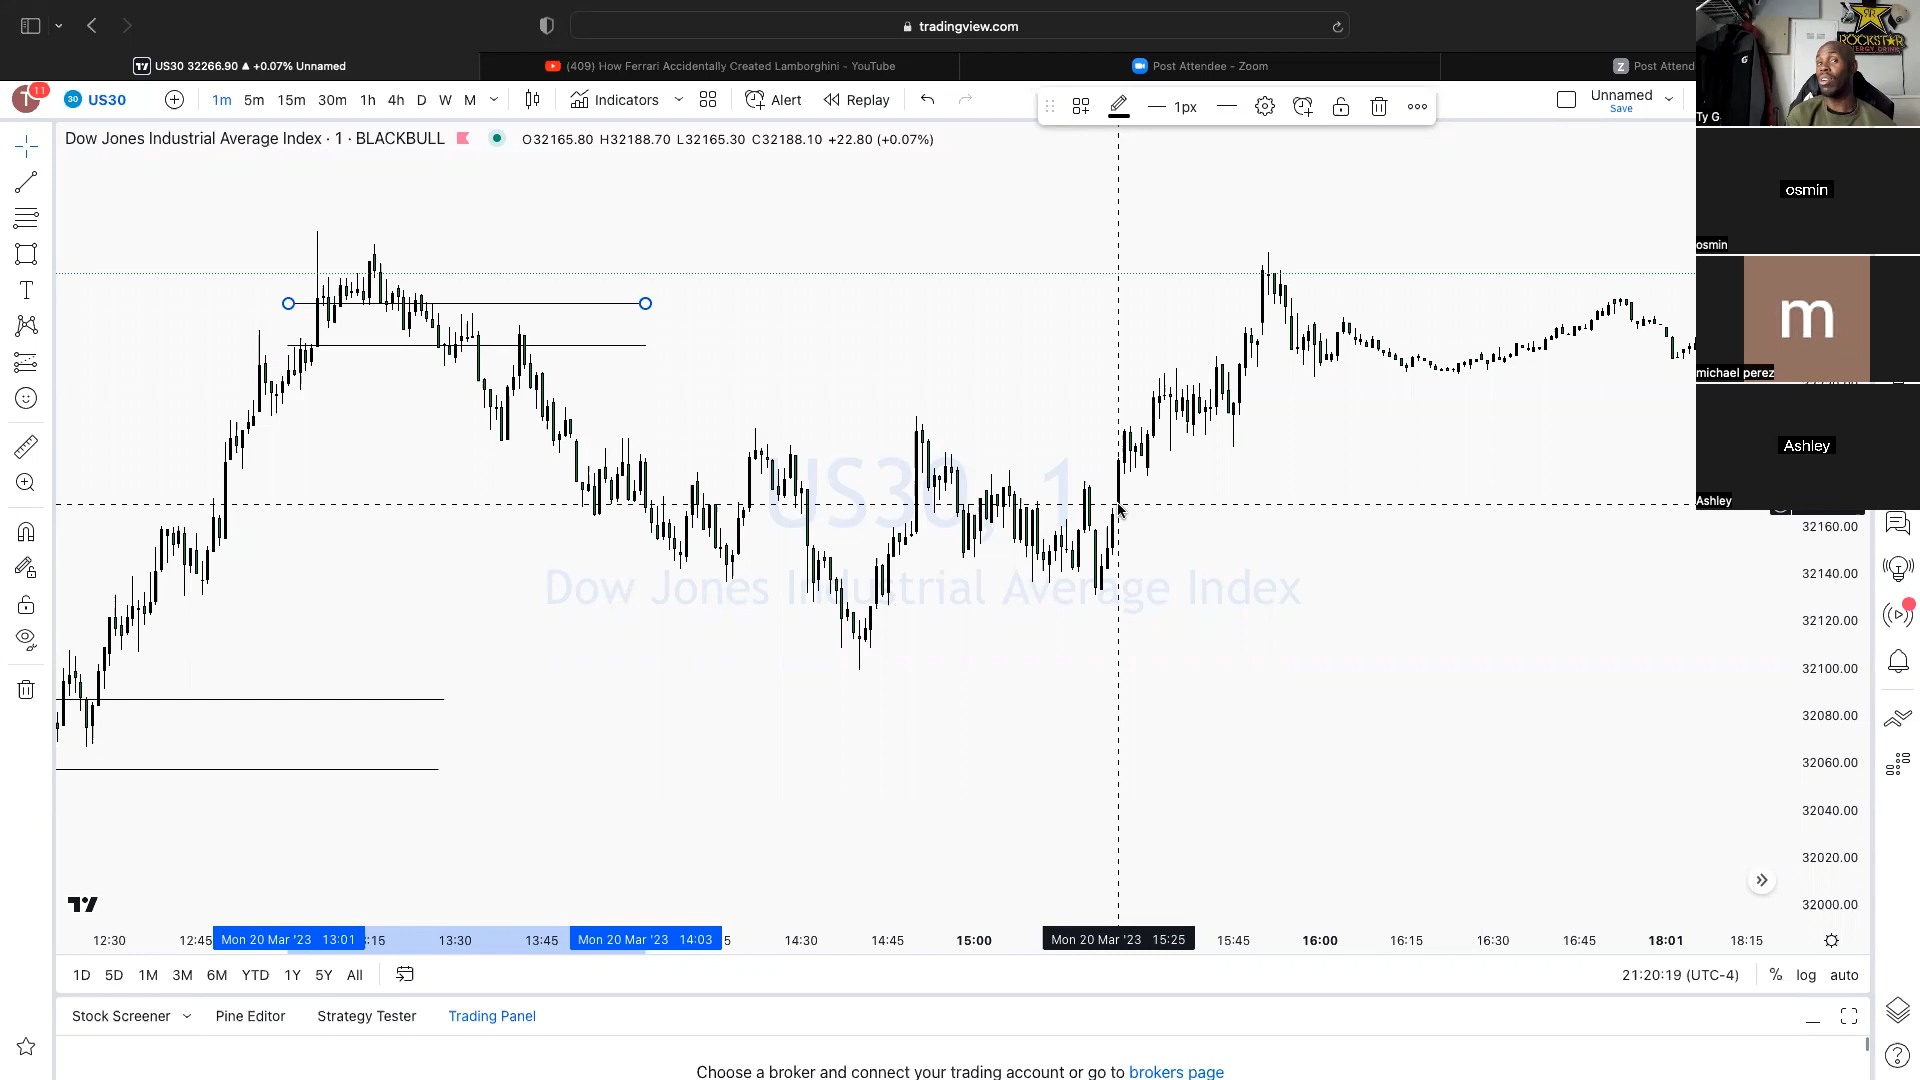 tradingview.com
US30 32266.90 ▲ +0.07% Unnamed
(409) How Ferrari Accidentally Created Lamborghini - YouTube
Post Attendee - Zoom
Z
Post Attend
T
11
30
US30
1m 5m 15m 30m 1h 4h D W M
Indicators
Alert
Replay
1px
Unnamed
Save
Dow Jones Industrial Average Index · 1 · BLACKBULL
O32165.80 H32188.70 L32165.30 C32188.10 +22.80 (+0.07%)
ROCKSTAR
Ty G
osmin
osmin
m
michael perez
Ashley
Ashley
US30, 1
Dow Jones Industrial Average Index
32160.00
32140.00
32120.00
32100.00
32080.00
32060.00
32040.00
32020.00
32000.00
12:30 12:45 Mon 20 Mar '23 13:01 :15 13:30 13:45 Mon 20 Mar '23 14:03 5 14:30 14:45 15:00 Mon 20 Mar '23 15:25 15:45 16:00 16:15 16:30 16:45 18:01 18:15
1D 5D 1M 3M 6M YTD 1Y 5Y All
21:20:19 (UTC-4) % log auto
Stock Screener Pine Editor Strategy Tester Trading Panel
Choose a broker and connect your trading account or go to brokers page